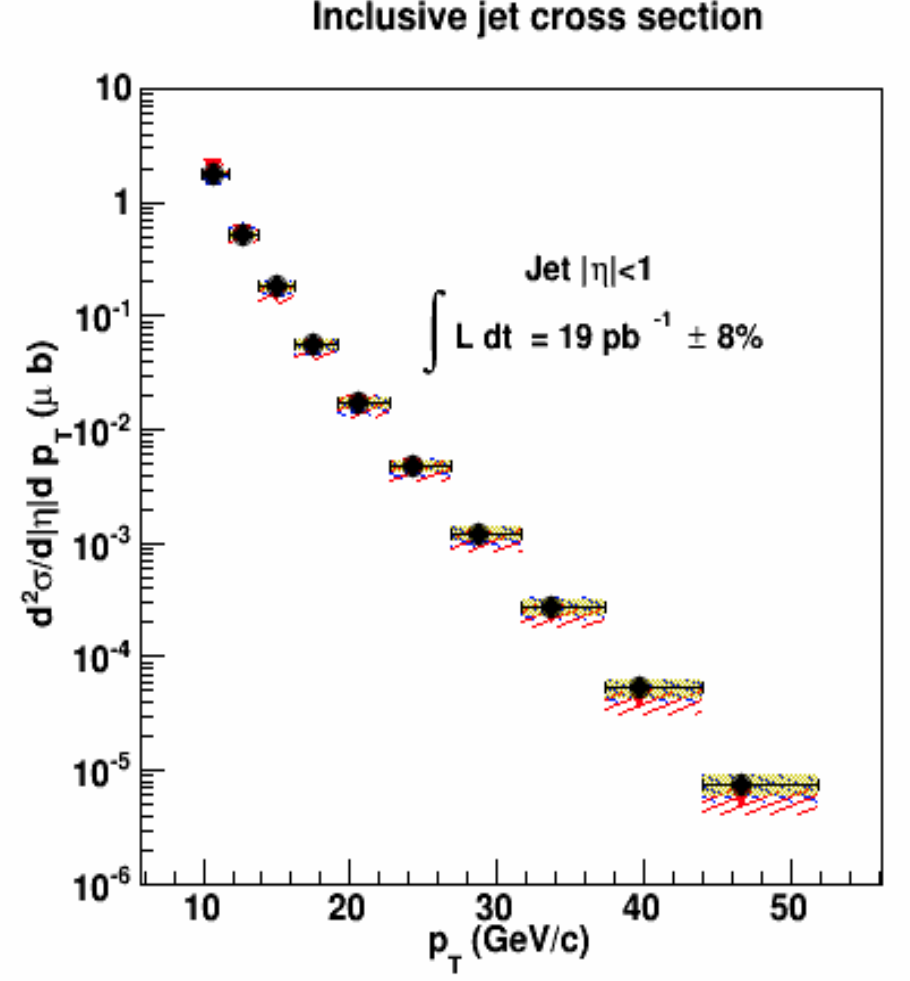 Inclusive jet cross section
10
1
10⁻¹
10⁻²
10⁻³
10⁻⁴
10⁻⁵
10⁻⁶
d²σ/d|η|d p_T (μ b)
Jet |η|<1
∫ L dt = 19 pb ⁻¹ ± 8%
10 20 30 40 50
p_T (GeV/c)